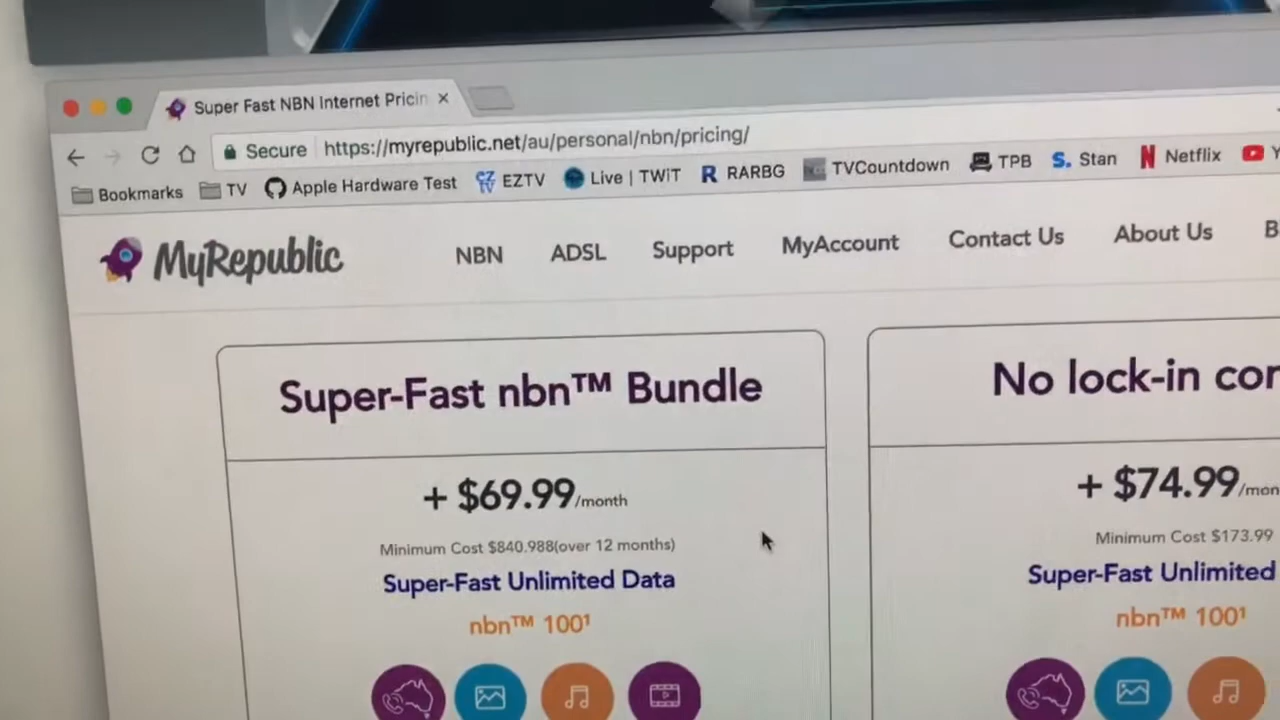 Super Fast NBN Internet Pricin
Secure https://myrepublic.net/au/personal/nbn/pricing/
Bookmarks TV Apple Hardware Test EZTV Live | TWiT RARBG TVCountdown TPB Stan Netflix Y
MyRepublic NBN ADSL Support MyAccount Contact Us About Us B
Super-Fast nbn™ Bundle
+ $69.99/month
Minimum Cost $840.988(over 12 months)
Super-Fast Unlimited Data
nbn™ 100¹
No lock-in con
+ $74.99/mon
Minimum Cost $173.99
Super-Fast Unlimited
nbn™ 100¹